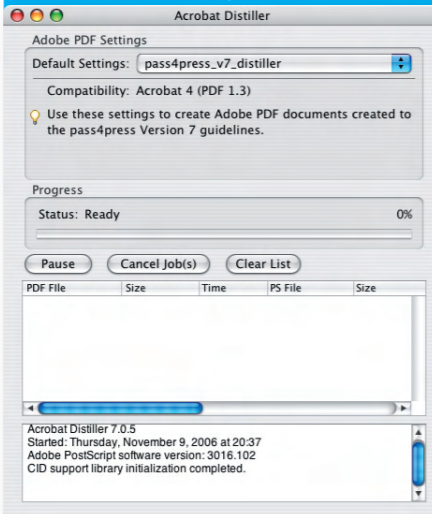 Acrobat Distiller
Adobe PDF Settings
Default Settings: pass4press_v7_distiller
Compatibility: Acrobat 4 (PDF 1.3)
Use these settings to create Adobe PDF documents created to
the pass4press Version 7 guidelines.
Progress
Status: Ready 0%
Pause Cancel Job(s) Clear List
PDF File Size Time PS File Size
Acrobat Distiller 7.0.5
Started: Thursday, November 9, 2006 at 20:37
Adobe PostScript software version: 3016.102
CID support library initialization completed.